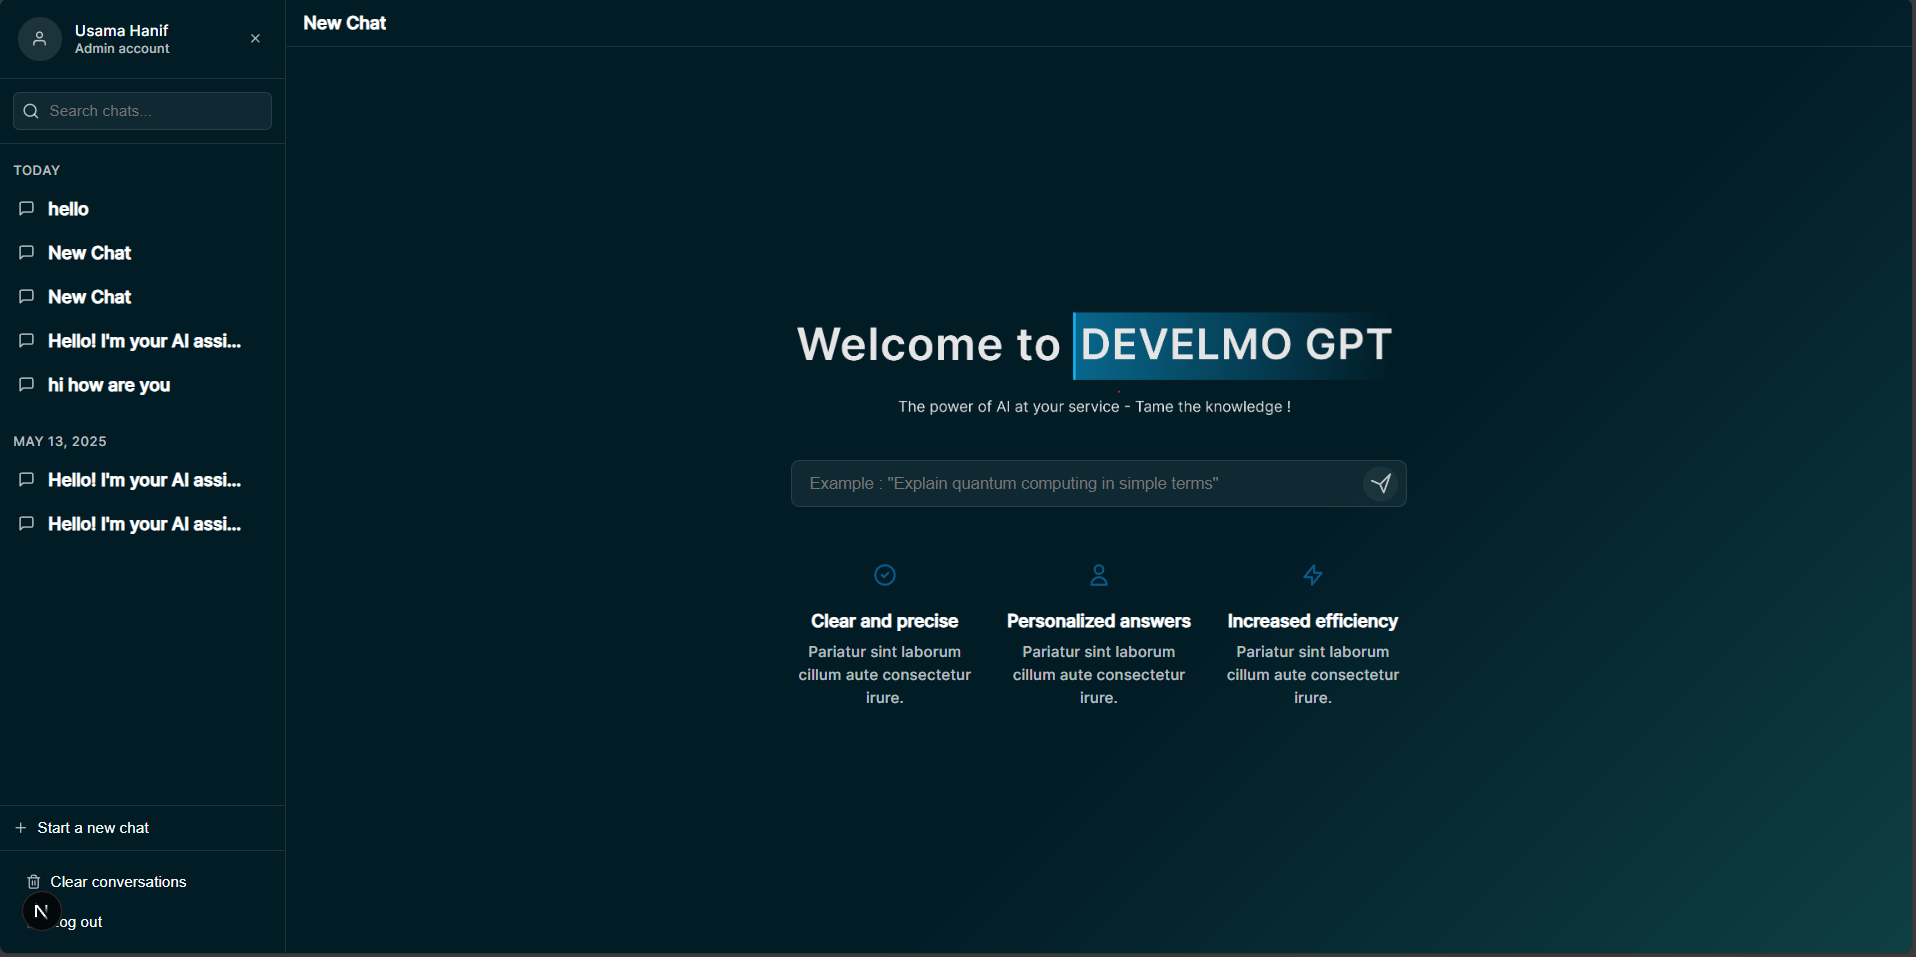 Usama Hanif
Admin account
Search chats...
TODAY
hello
New Chat
New Chat
Hello! I'm your AI assi...
hi how are you
MAY 13, 2025
Hello! I'm your AI assi...
Hello! I'm your AI assi...
Start a new chat
Clear conversations
N
og out
New Chat
Welcome to DEVELMO GPT
The power of AI at your service - Tame the knowledge !
Example : "Explain quantum computing in simple terms"
Clear and precise
Pariatur sint laborum
cillum aute consectetur
irure.
Personalized answers
Pariatur sint laborum
cillum aute consectetur
irure.
Increased efficiency
Pariatur sint laborum
cillum aute consectetur
irure.